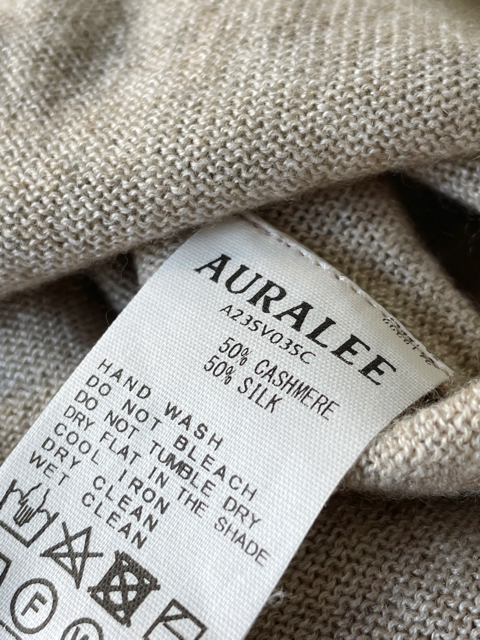 AURALEE
A23SV03SC
50% CASHMERE
50% SILK
HAND WASH
DO NOT BLEACH
DO NOT TUMBLE DRY
DRY FLAT IN THE SHADE
COOL IRON
DRY CLEAN
WET CLEAN
F
W